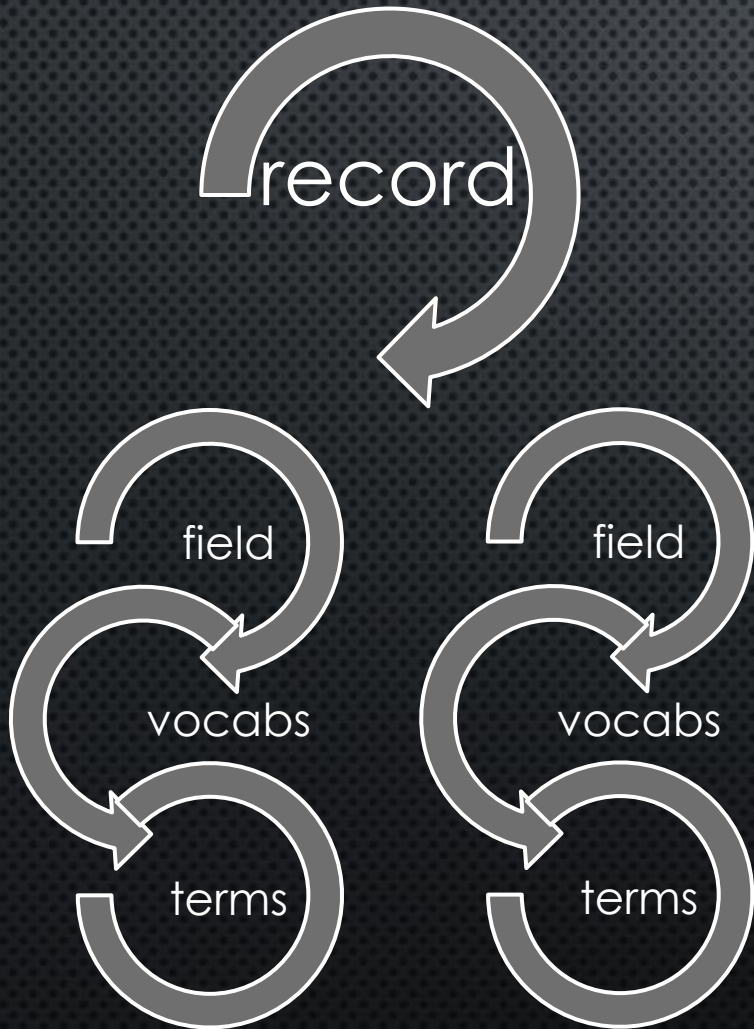 record
field
vocabs
terms
field
vocabs
terms